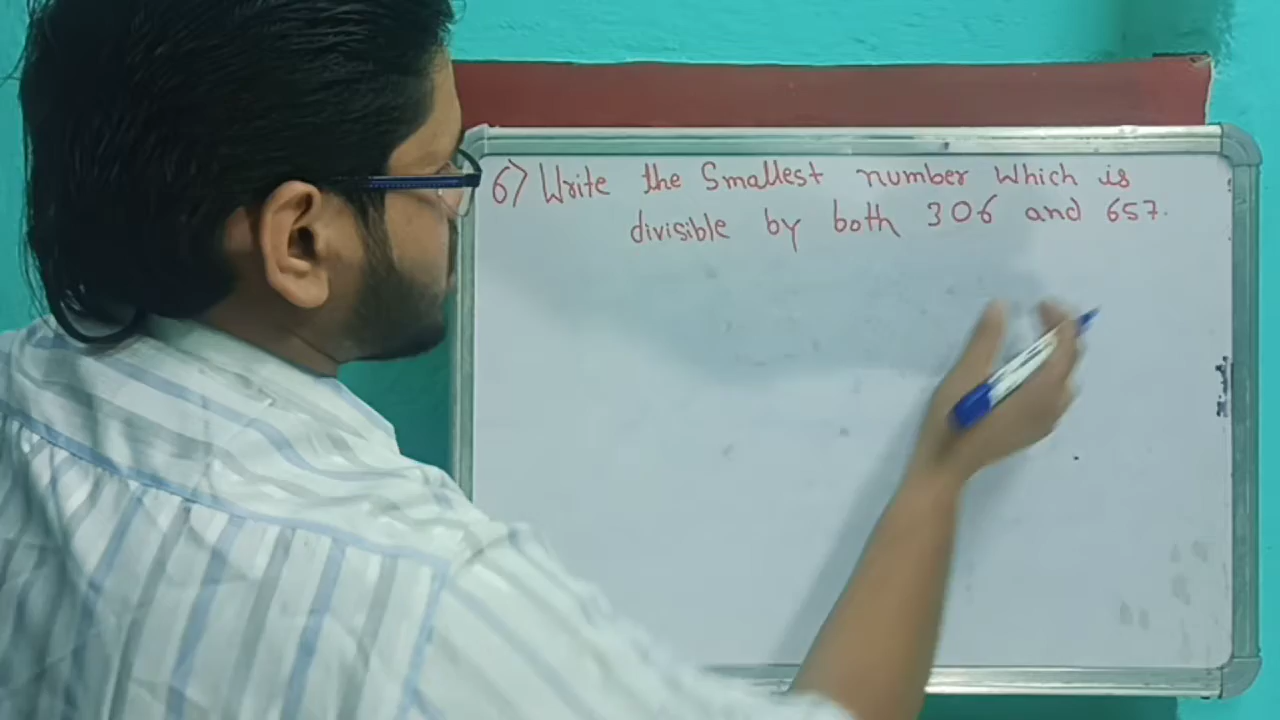 6) Write the Smallest number Which is
divisible by both 306 and 657.